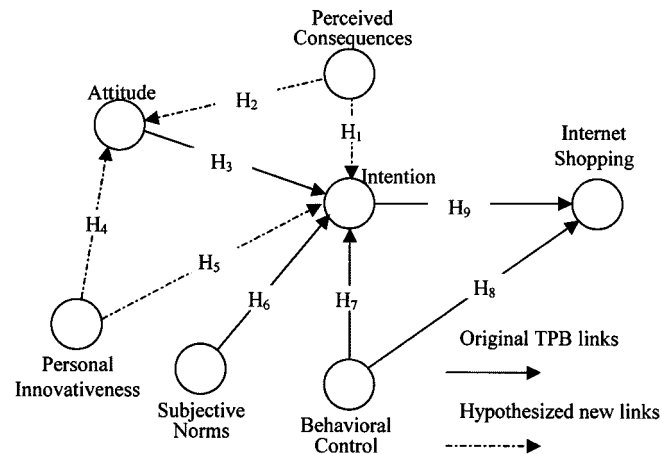 Perceived
Consequences
Attitude
H2
H1
Internet
Shopping
H3
Intention
H9
H4
H5
H6
H7
H8
Original TPB links
Personal
Innovativeness
Subjective
Norms
Behavioral
Control
Hypothesized new links